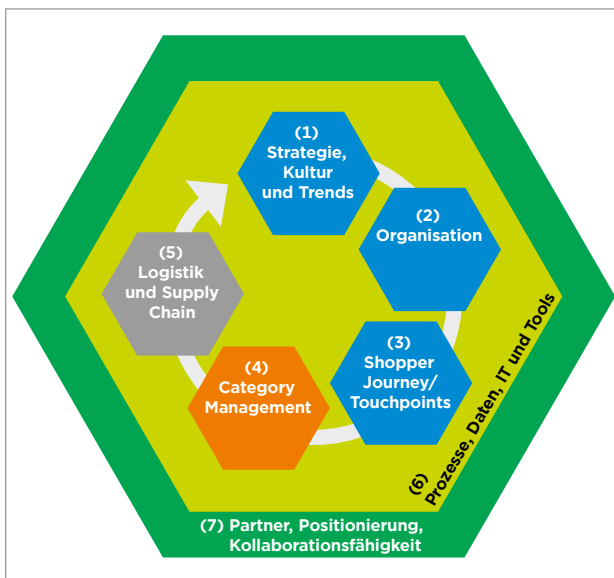 (1)
Strategie,
Kultur
und Trends
(2)
Organisation
(3)
Shopper
Journey/
Touchpoints
(4)
Category
Management
(5)
Logistik
und Supply
Chain
(6)
Prozesse, Daten, IT und Tools
(7) Partner, Positionierung,
Kollaborationsfähigkeit